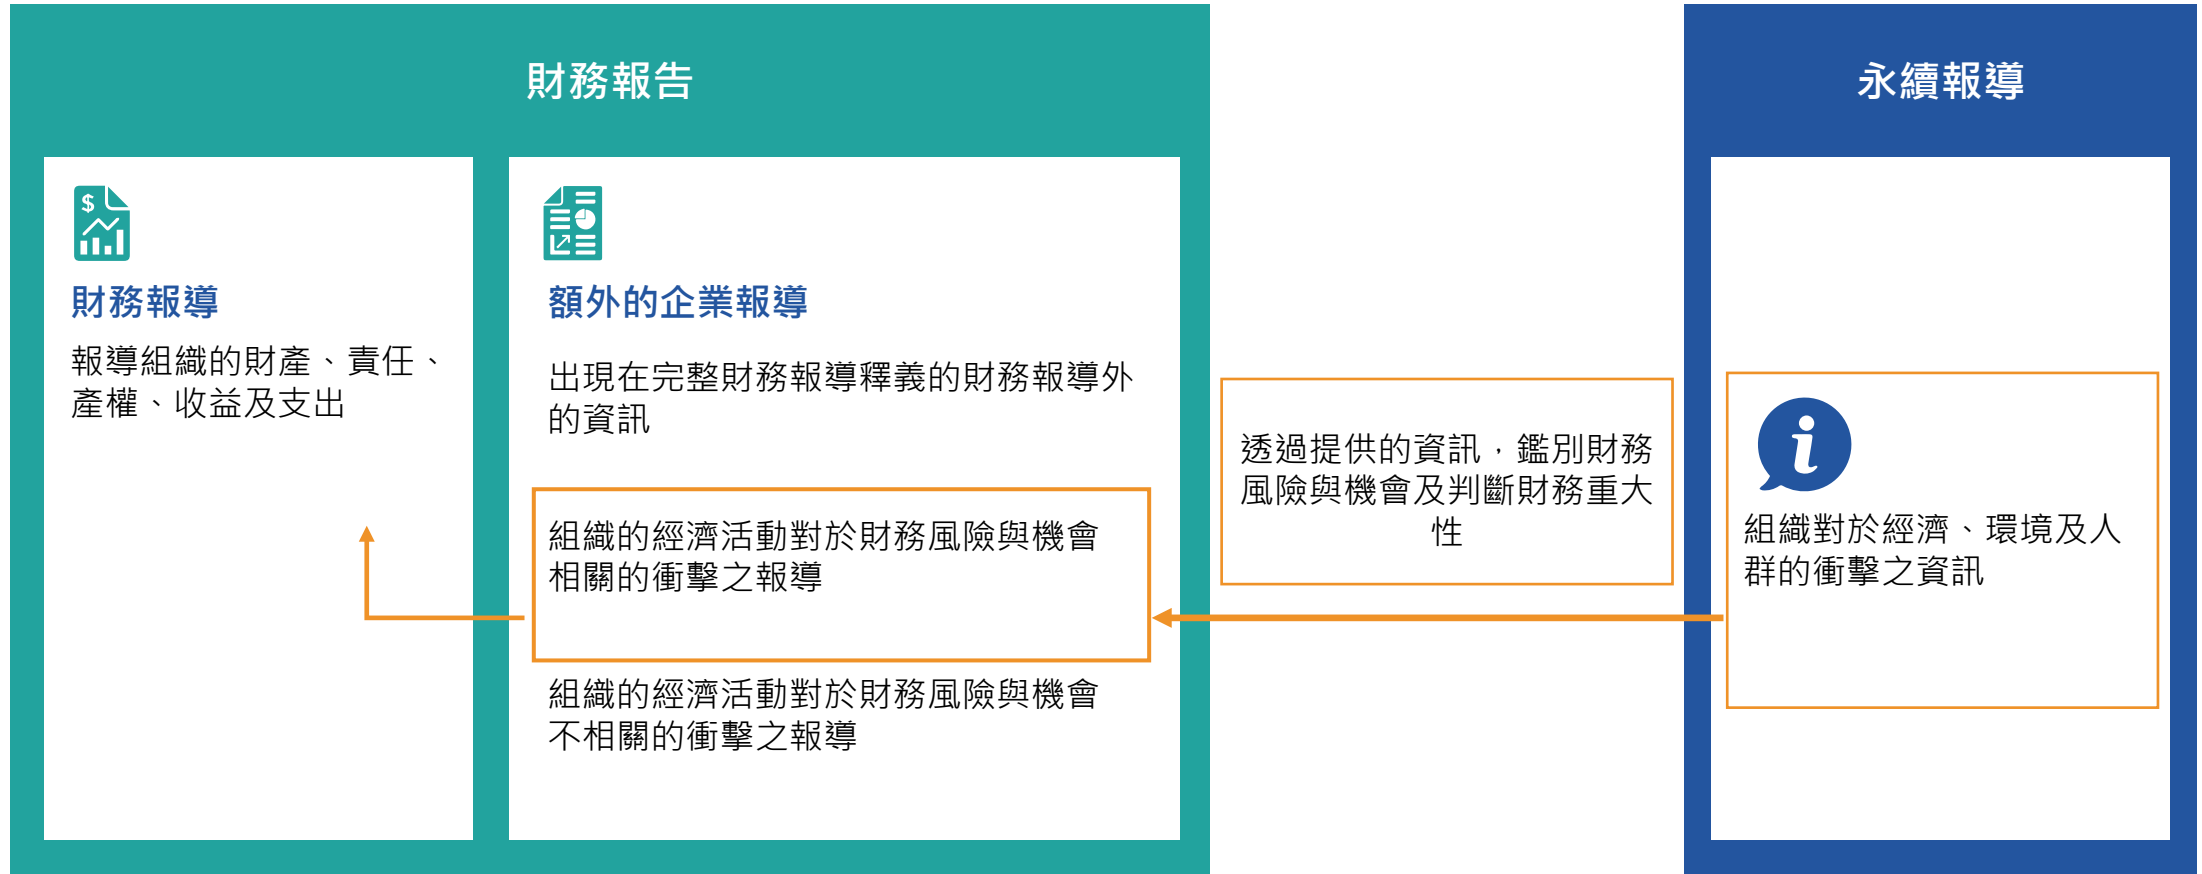 財務報告
永續報導
$
財務報導
報導組織的財產、責任、
產權、收益及支出
額外的企業報導
出現在完整財務報導釋義的財務報導外
的資訊
組織的經濟活動對於財務風險與機會
相關的衝擊之報導
組織的經濟活動對於財務風險與機會
不相關的衝擊之報導
透過提供的資訊，鑑別財務
風險與機會及判斷財務重大
性
i
組織對於經濟、環境及人
群的衝擊之資訊